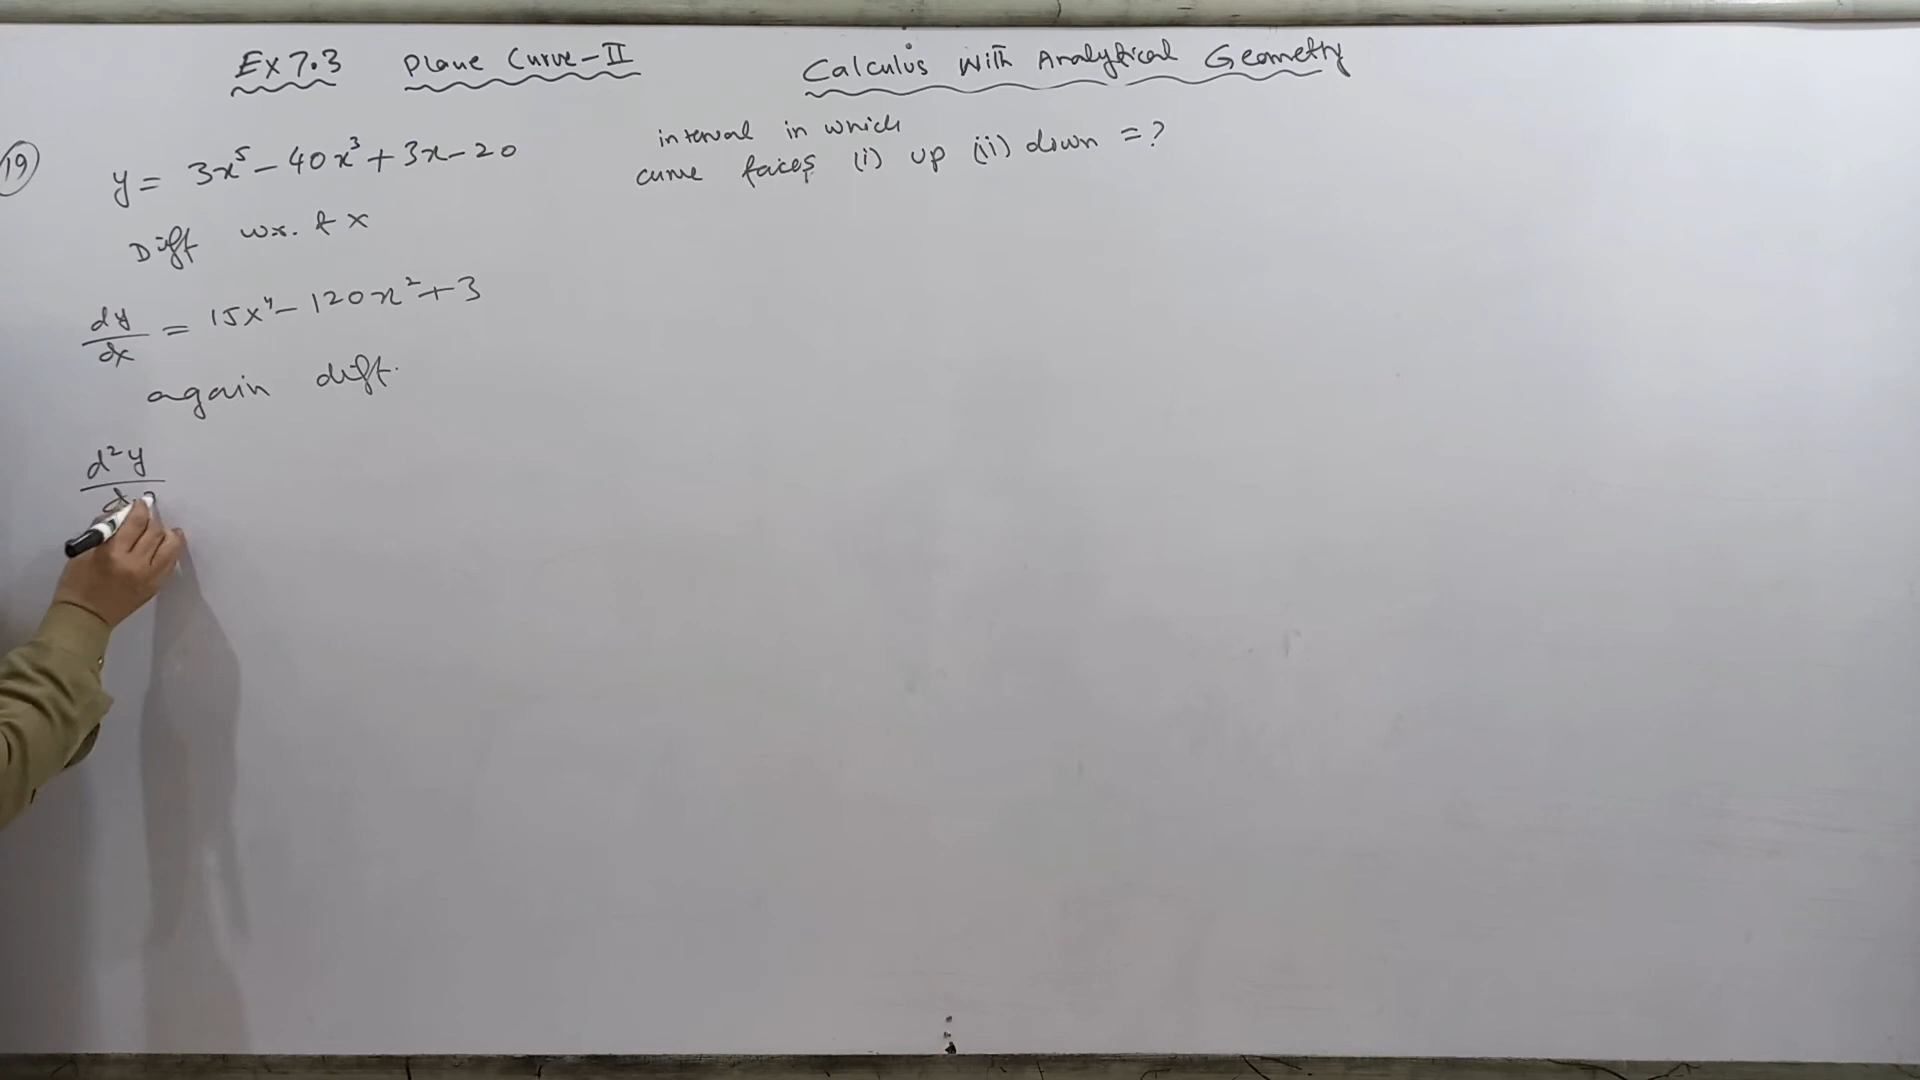 Ex 7.3 Plane Curve-II Calculus With Analytical Geometry
19 y = 3x⁵ - 40x³ + 3x - 20
interval in which
curve faces (i) up (ii) down = ?
Diff w.r.t x
dy/dx = 15x⁴ - 120x² + 3
again diff.
d²y
d